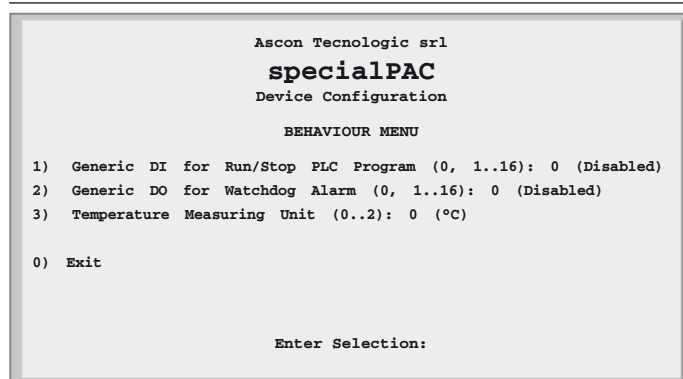 Ascon Tecnologic srl
specialPAC
Device Configuration
BEHAVIOUR MENU
1) Generic DI for Run/Stop PLC Program (0, 1..16): 0 (Disabled)
2) Generic DO for Watchdog Alarm (0, 1..16): 0 (Disabled)
3) Temperature Measuring Unit (0..2): 0 (°C)
0) Exit
Enter Selection: